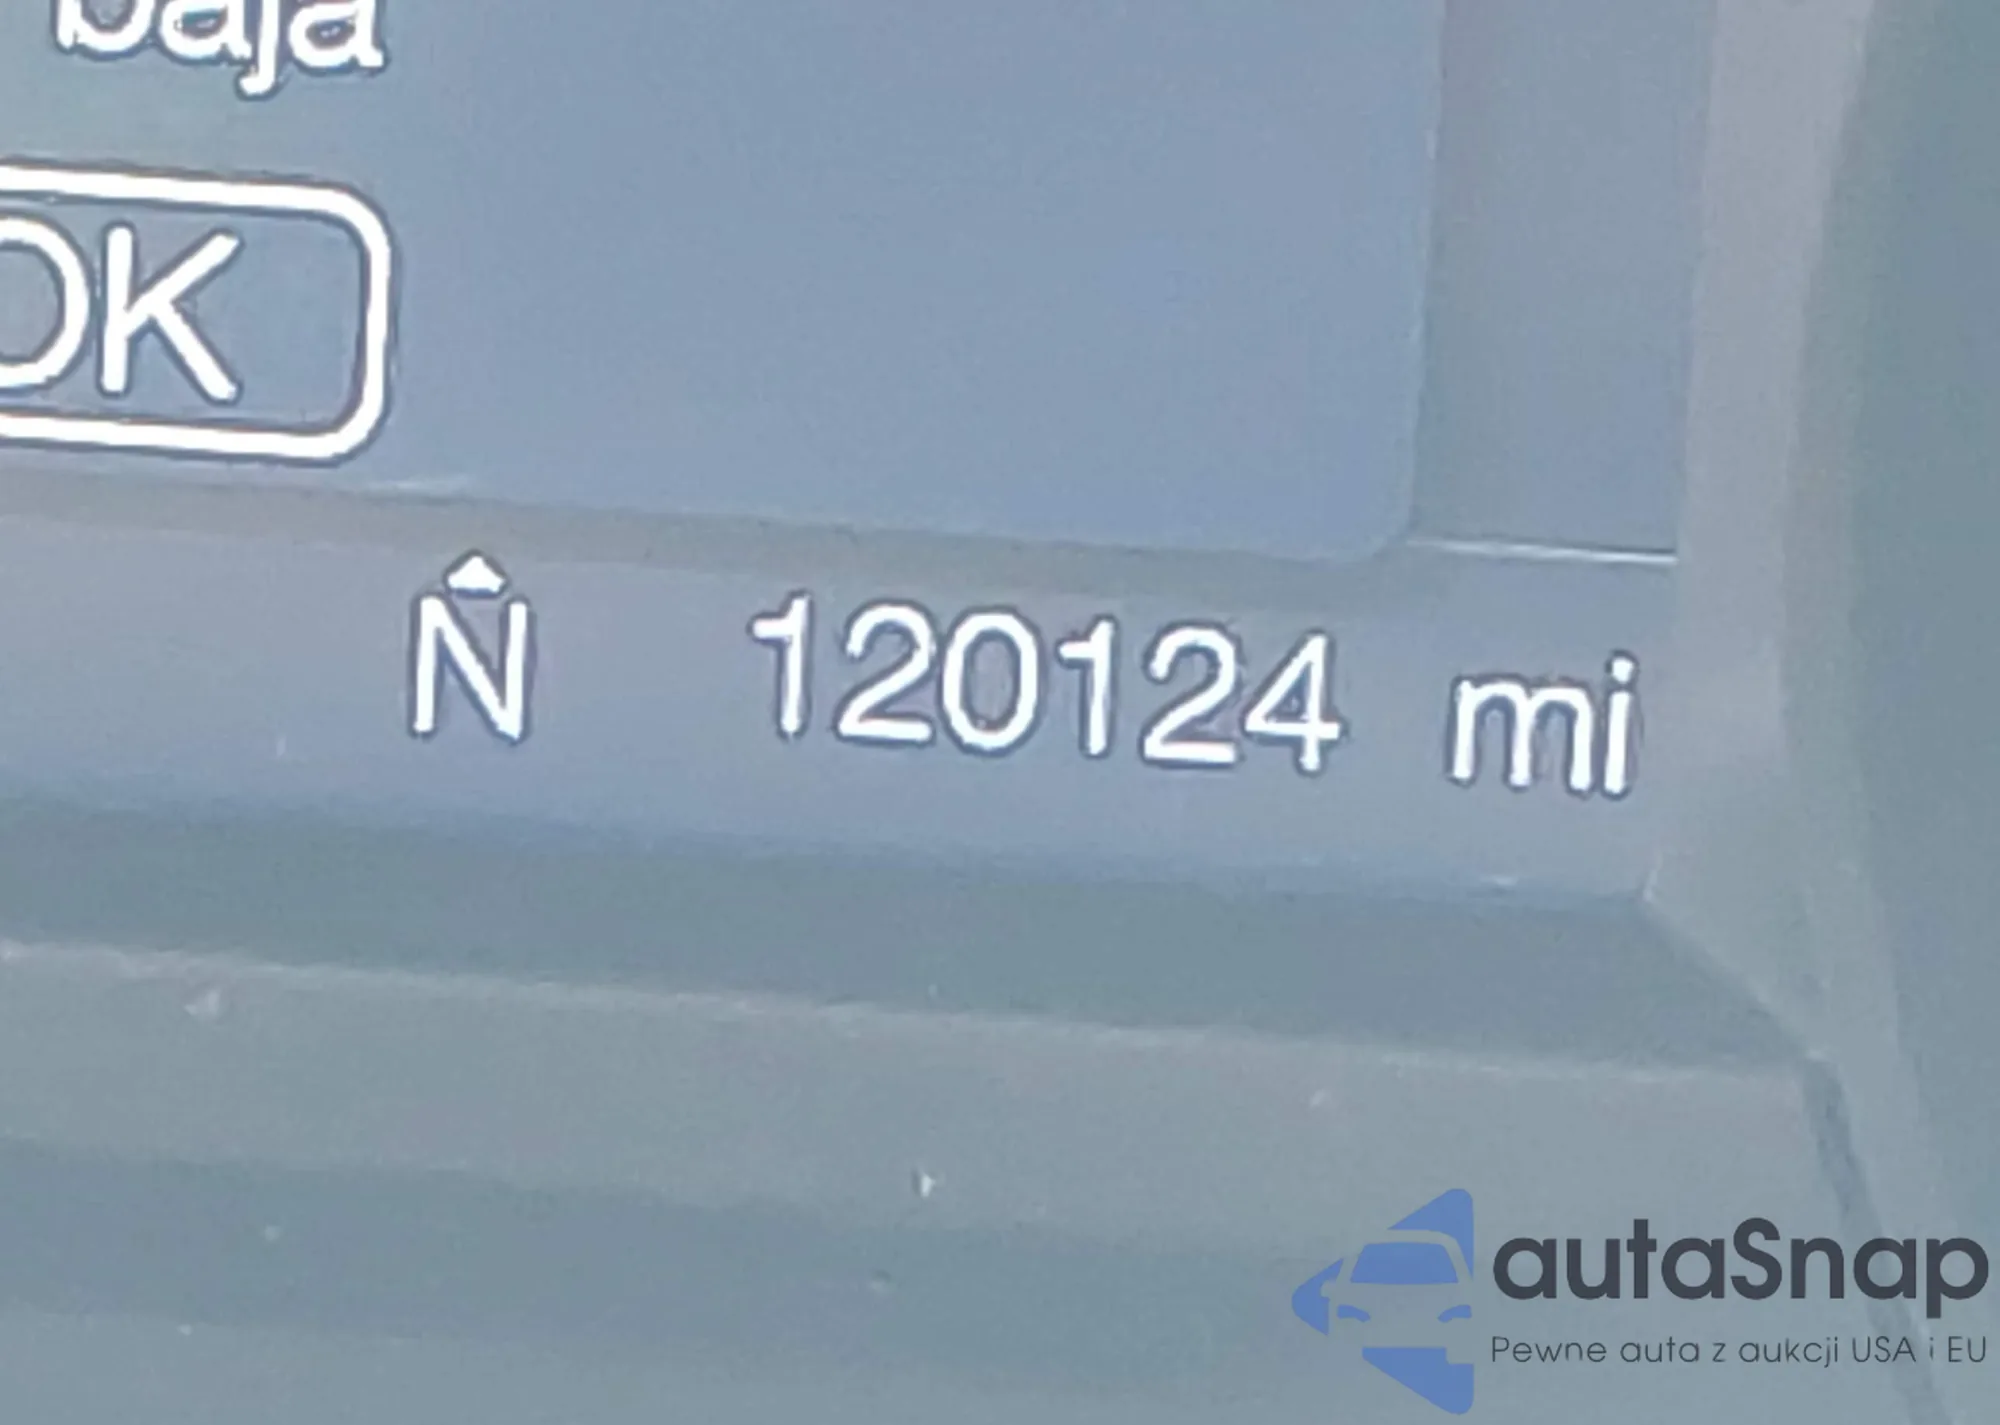 baja
OK
N 120124 mi
autaSnap
Pewne auta z aukcji USA i EU